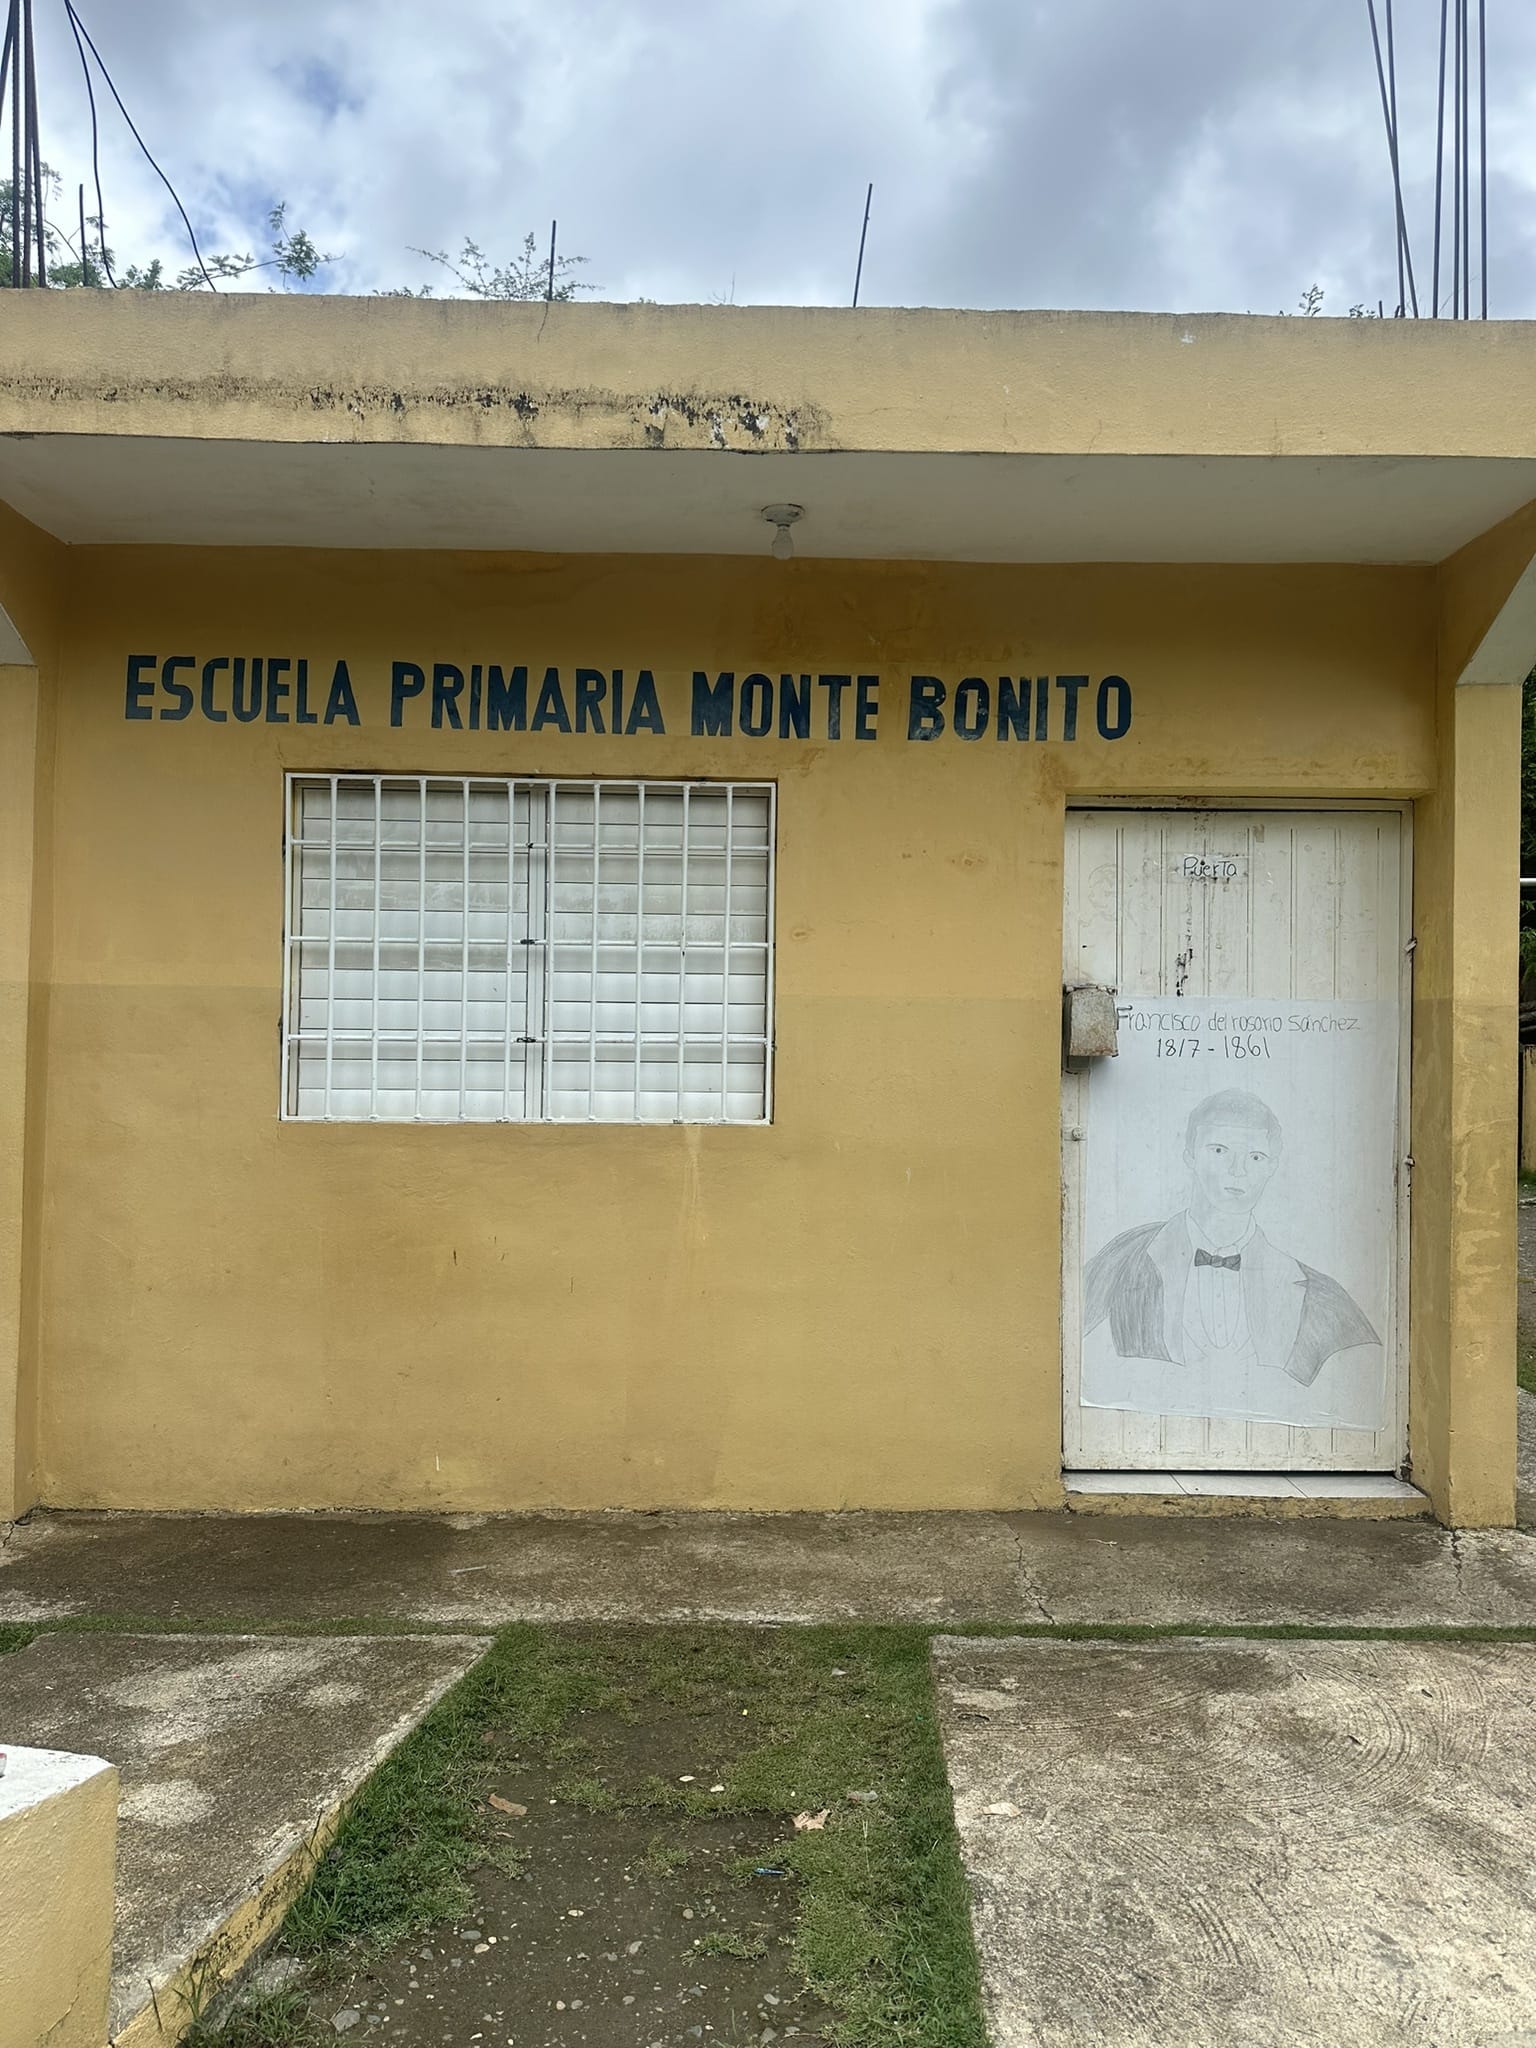 ESCUELA PRIMARIA MONTE BONITO
Puerta
Francisco del rosario Sánchez
1817-1861